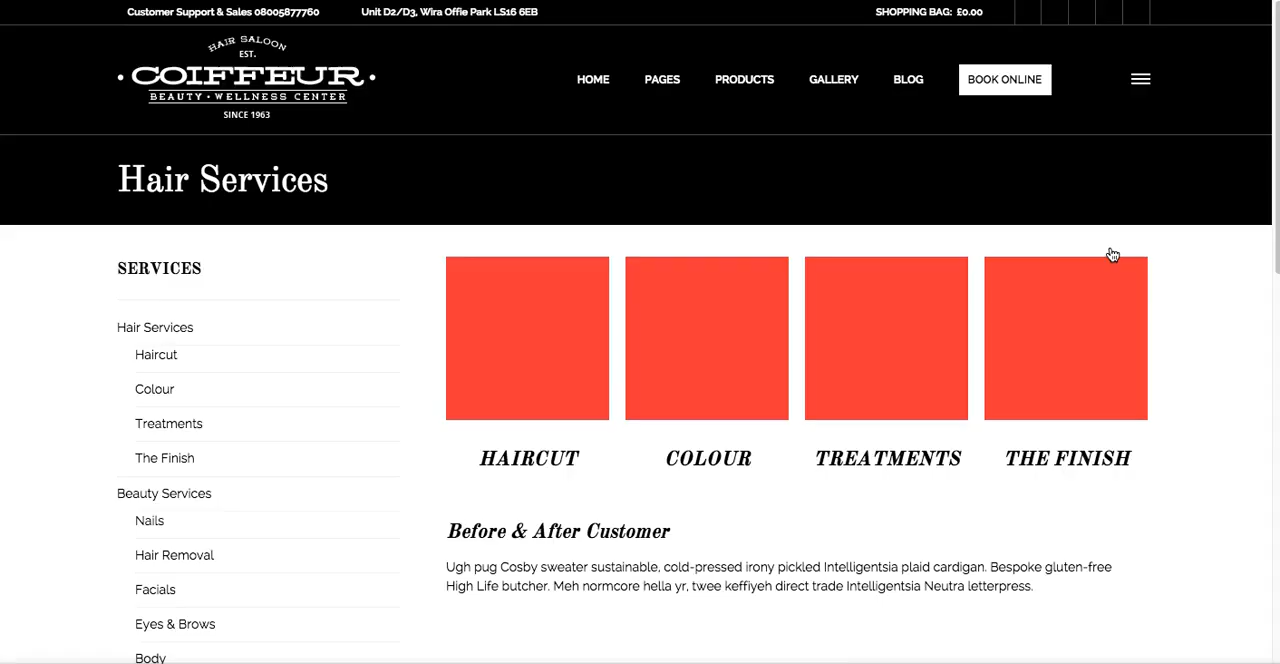 Customer Support & Sales 08005877760
Unit D2/D3, Wira Offie Park LS16 6EB
SHOPPING BAG: £0.00
HAIR SALOON
EST.
COIFFEUR
BEAUTY • WELLNESS CENTER
SINCE 1963
HOME
PAGES
PRODUCTS
GALLERY
BLOG
BOOK ONLINE
Hair Services
SERVICES
Hair Services
Haircut
Colour
Treatments
The Finish
Beauty Services
Nails
Hair Removal
Facials
Eyes & Brows
Body
HAIRCUT
COLOUR
TREATMENTS
THE FINISH
Before & After Customer
Ugh pug Cosby sweater sustainable, cold-pressed irony pickled Intelligentsia plaid cardigan. Bespoke gluten-free
High Life butcher. Meh normcore hella yr, twee keffiyeh direct trade Intelligentsia Neutra letterpress.